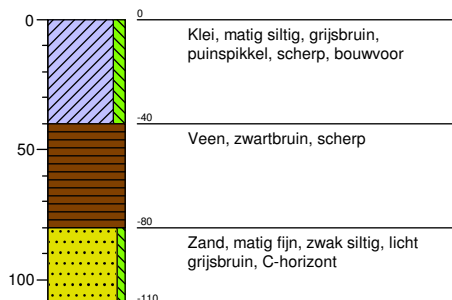 0
0
Klei, matig siltig, grijsbruin,
puinspikkel, scherp, bouwvoor
-40
Veen, zwartbruin, scherp
50
-80
Zand, matig fijn, zwak siltig, licht
grijsbruin, C-horizont
100
-110